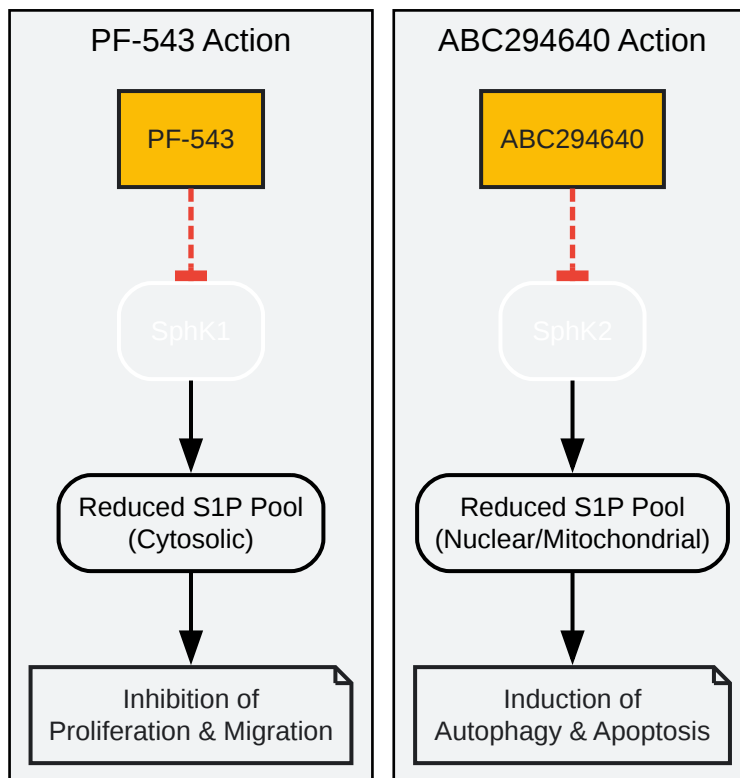 PF-543 Action
PF-543
SphK1
Reduced S1P Pool
(Cytosolic)
Inhibition of
Proliferation & Migration
ABC294640 Action
ABC294640
SphK2
Reduced S1P Pool
(Nuclear/Mitochondrial)
Induction of
Autophagy & Apoptosis